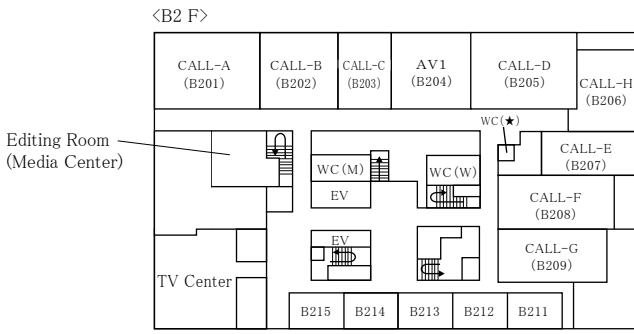 <B2 F>
CALL-A
(B201)
CALL-B
(B202)
CALL-C
(B203)
AV1
(B204)
CALL-D
(B205)
CALL-H
(B206)
WC(★)
Editing Room
(Media Center)
CALL-E
(B207)
WC(M)
WC(W)
EV
CALL-F
(B208)
EV
CALL-G
(B209)
TV Center
B215
B214
B213
B212
B211